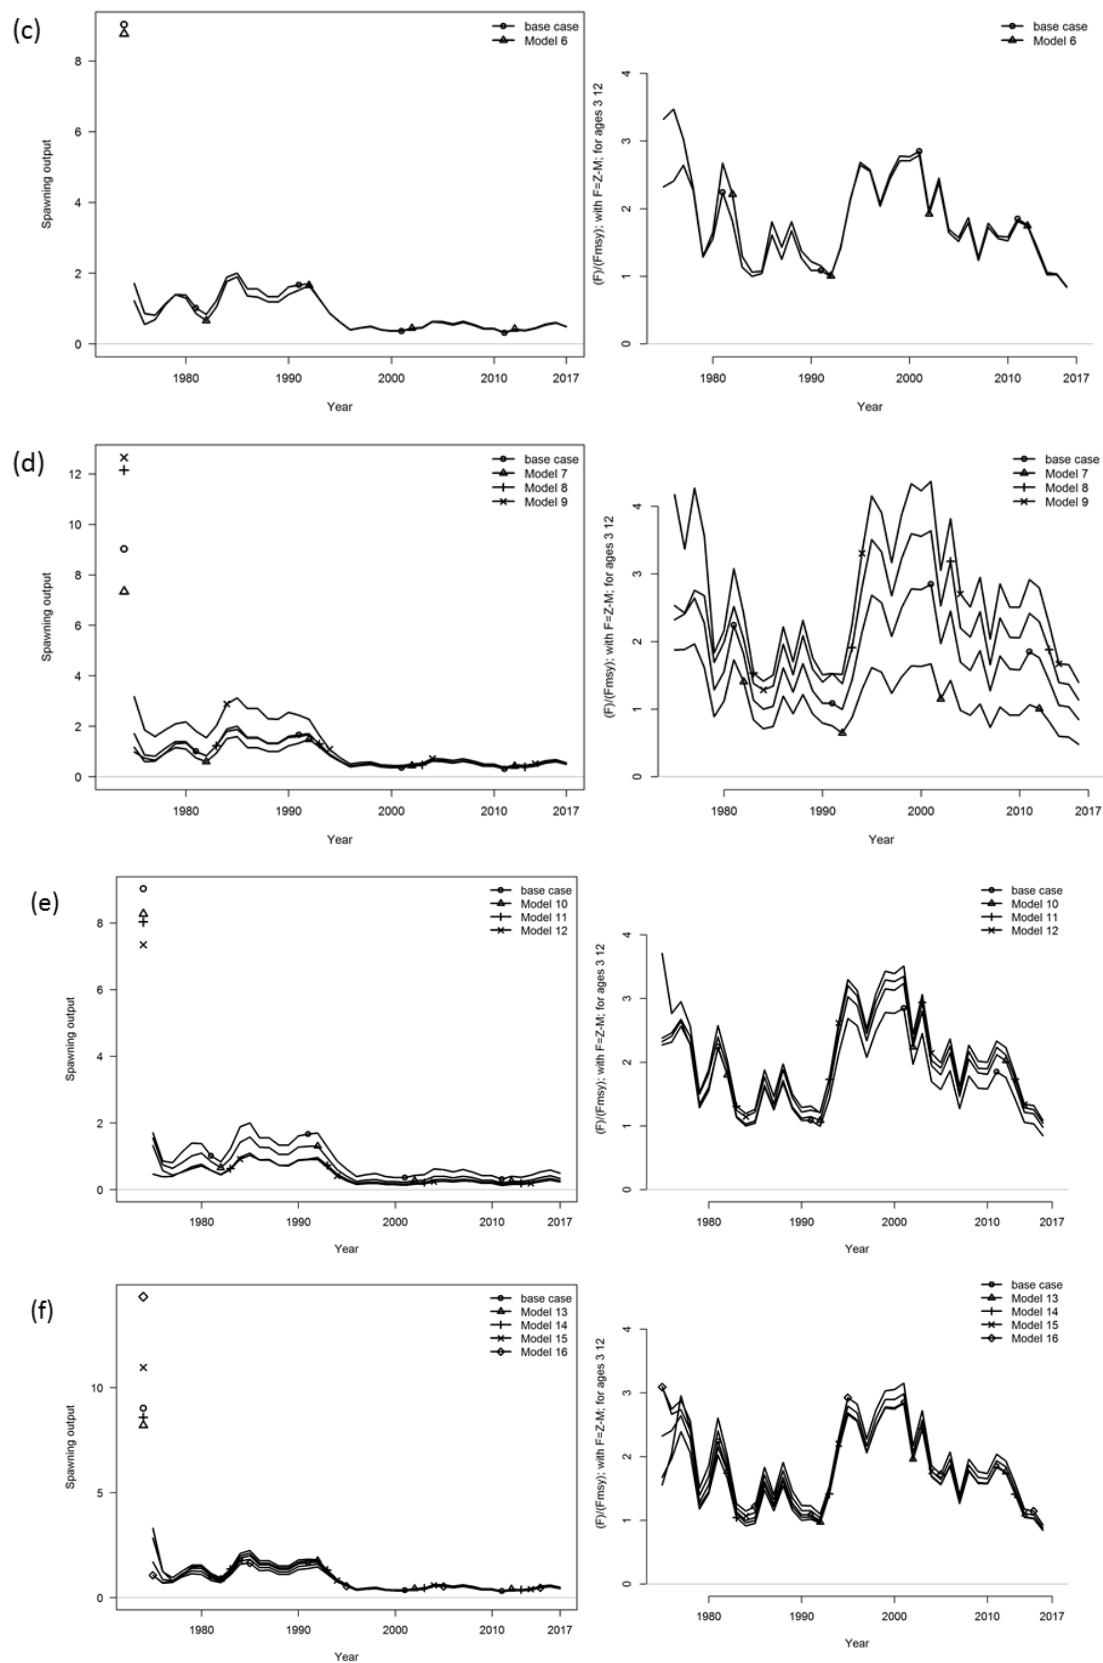 (c)
base case
Model 6
8
6
4
2
0
Spawning output
1980 1990 2000 2010 2017
Year
base case
Model 6
4
3
2
1
0
(F)/(Fmsy); with F=Z-M; for ages 3 12
1980 1990 2000 2010 2017
Year
(d)
base case
Model 7
Model 8
Model 9
12
10
8
6
4
2
0
Spawning output
1980 1990 2000 2010 2017
Year
base case
Model 7
Model 8
Model 9
4
3
2
1
0
(F)/(Fmsy); with F=Z-M; for ages 3 12
1980 1990 2000 2010 2017
Year
(e)
base case
Model 10
Model 11
Model 12
8
6
4
2
0
Spawning output
1980 1990 2000 2010 2017
Year
base case
Model 10
Model 11
Model 12
4
3
2
1
0
(F)/(Fmsy); with F=Z-M; for ages 3 12
1980 1990 2000 2010 2017
Year
(f)
base case
Model 13
Model 14
Model 15
Model 16
10
5
0
Spawning output
1980 1990 2000 2010 2017
Year
base case
Model 13
Model 14
Model 15
Model 16
4
3
2
1
0
(F)/(Fmsy); with F=Z-M; for ages 3 12
1980 1990 2000 2010 2017
Year